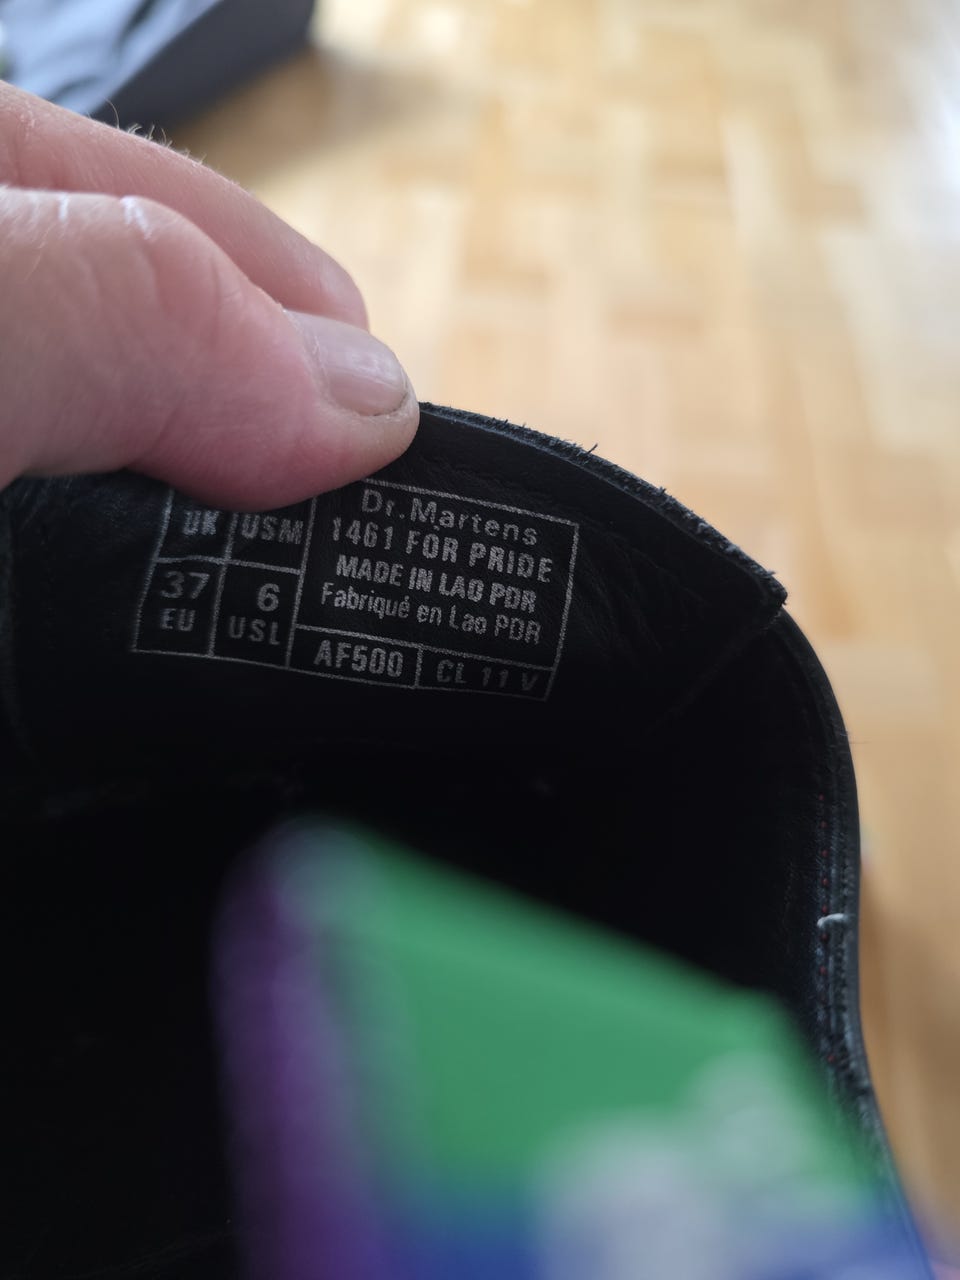 UK USM
37 6
EU USL
Dr. Martens
1461 FOR PRIDE
MADE IN LAO PDR
Fabriqué en Lao PDR
AF500 CL 11 V